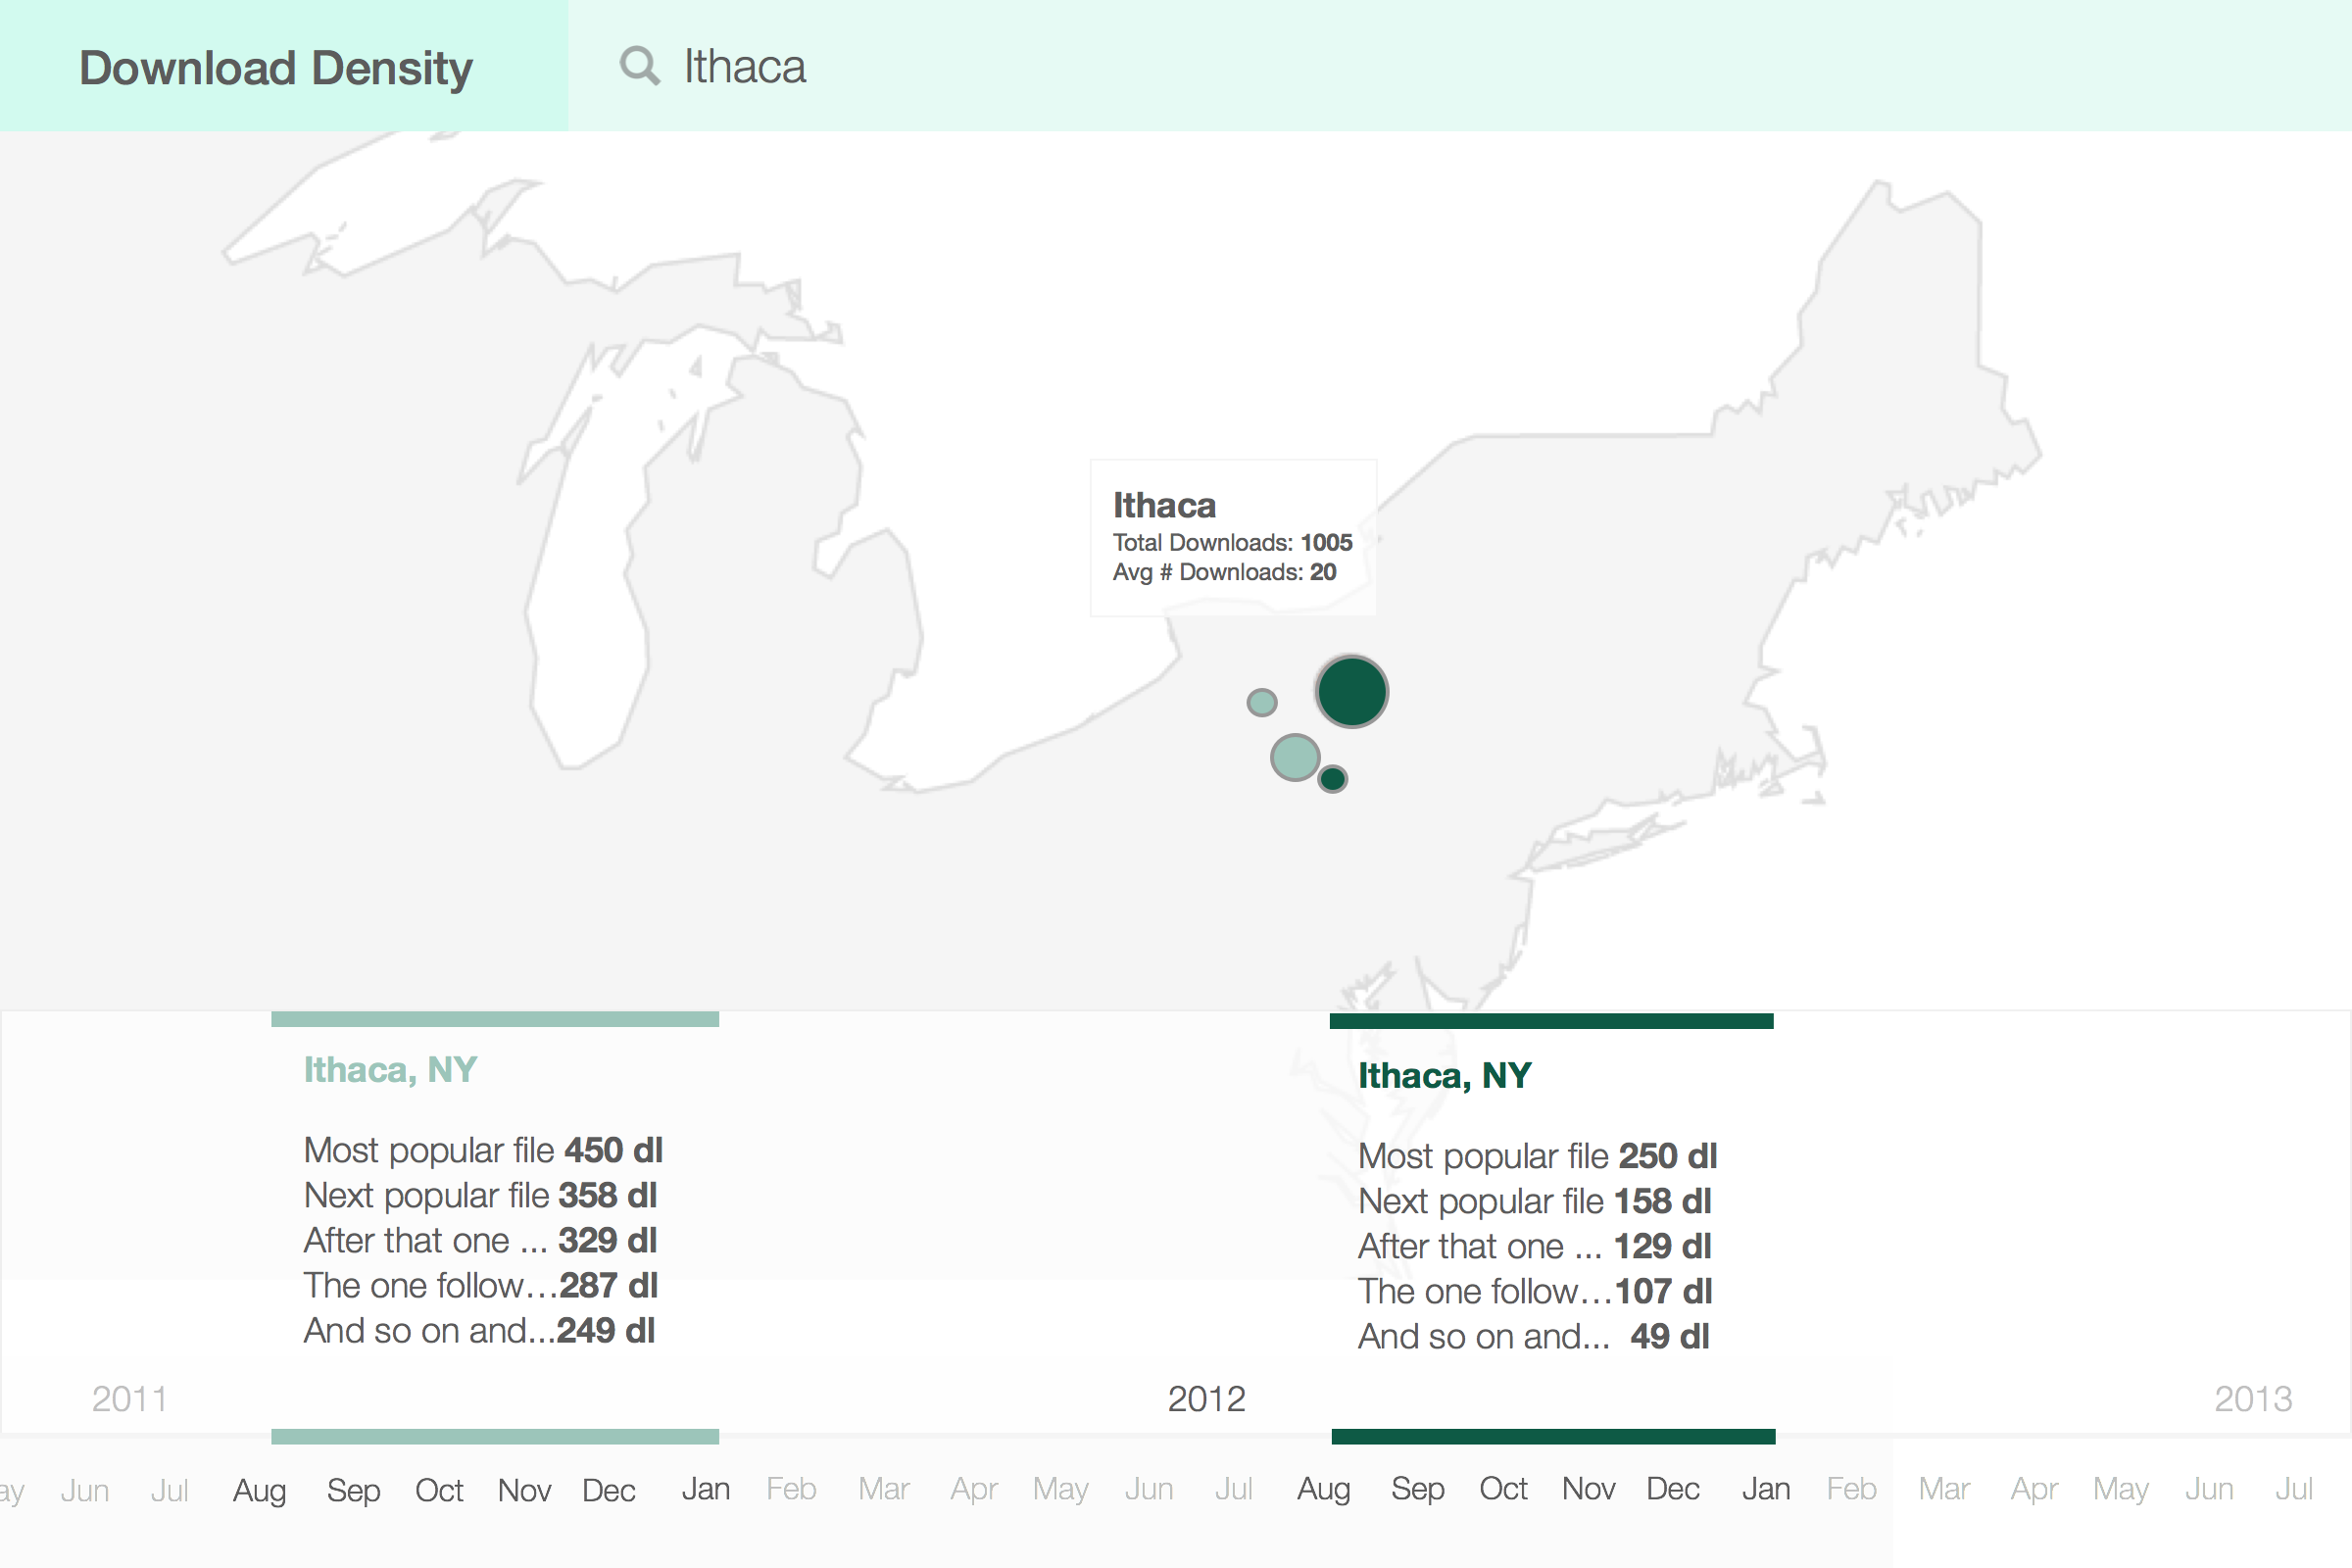 Download Density
Ithaca
Ithaca
Total Downloads: 1005
Avg # Downloads: 20
Ithaca, NY
Most popular file 450 dl
Next popular file 358 dl
After that one ... 329 dl
The one follow…287 dl
And so on and...249 dl
Ithaca, NY
Most popular file 250 dl
Next popular file 158 dl
After that one ... 129 dl
The one follow…107 dl
And so on and... 49 dl
2011 2012 2013
ay Jun Jul Aug Sep Oct Nov Dec Jan Feb Mar Apr May Jun Jul Aug Sep Oct Nov Dec Jan Feb Mar Apr May Jun Jul